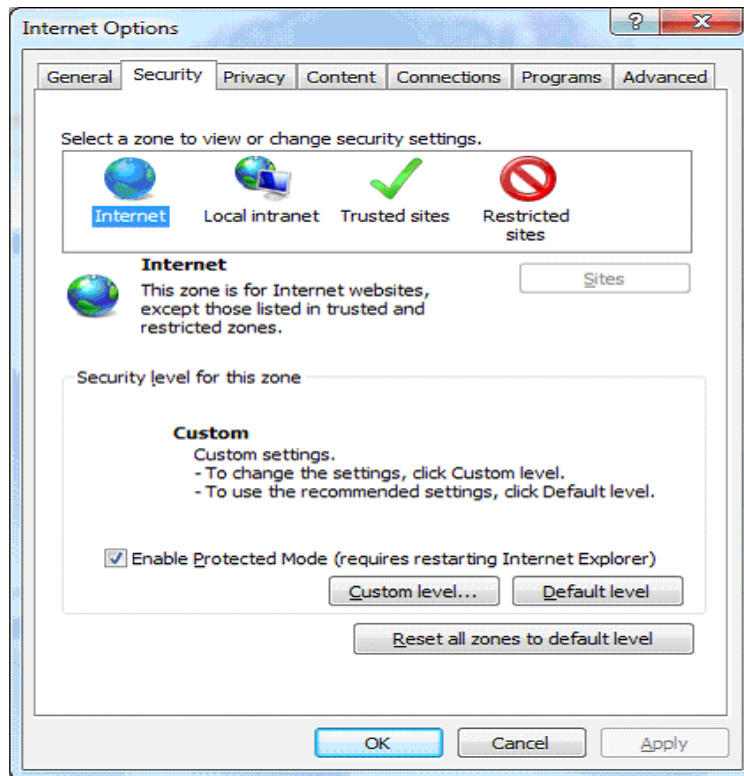 Internet Options
General Security Privacy Content Connections Programs Advanced
Select a zone to view or change security settings.
Internet Local intranet Trusted sites Restricted sites
Internet
Sites
This zone is for Internet websites,
except those listed in trusted and
restricted zones.
Security level for this zone
Custom
Custom settings.
- To change the settings, click Custom level.
- To use the recommended settings, click Default level.
Enable Protected Mode (requires restarting Internet Explorer)
Custom level... Default level
Reset all zones to default level
OK Cancel Apply